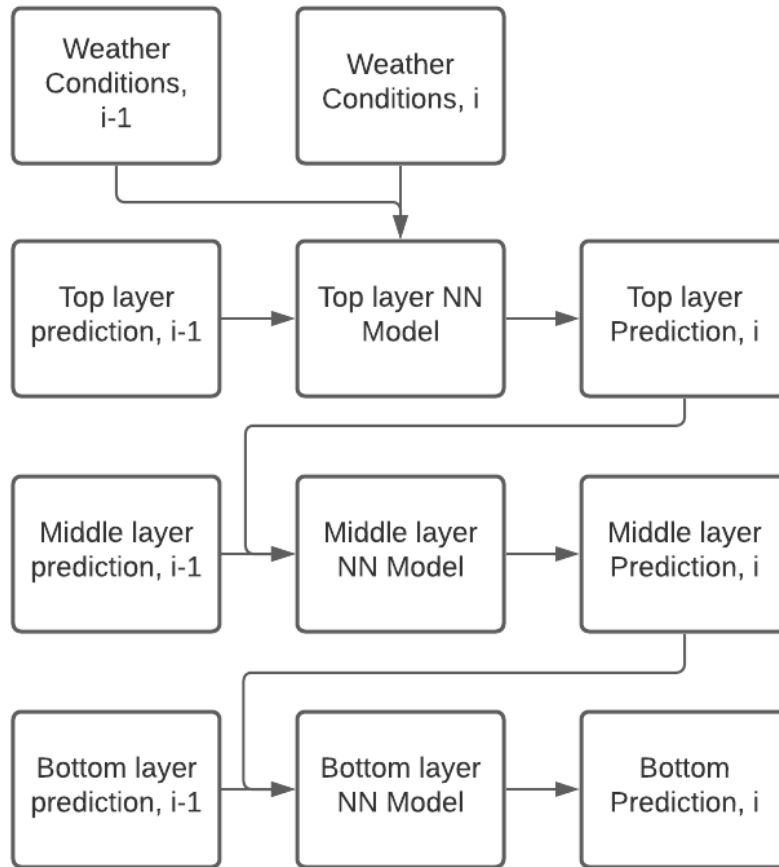 Weather
Conditions,
i-1
Weather
Conditions, i
Top layer
prediction, i-1
Top layer NN
Model
Top layer
Prediction, i
Middle layer
prediction, i-1
Middle layer
NN Model
Middle layer
Prediction, i
Bottom layer
prediction, i-1
Bottom layer
NN Model
Bottom
Prediction, i